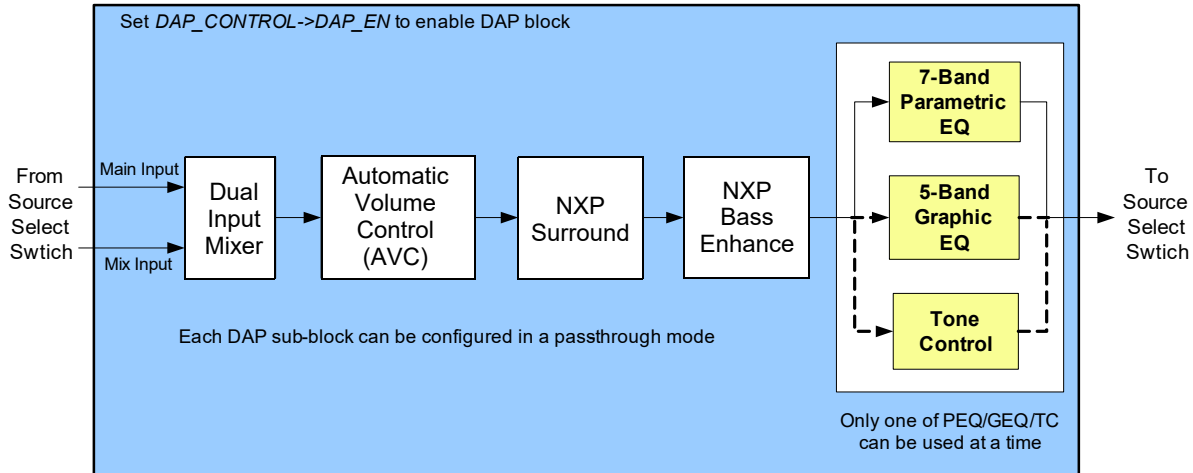 Set DAP_CONTROL->DAP_EN to enable DAP block
From
Source
Select
Swtich
Main Input
Mix Input
Dual
Input
Mixer
Automatic
Volume
Control
(AVC)
NXP
Surround
NXP
Bass
Enhance
7-Band
Parametric
EQ
5-Band
Graphic
EQ
Tone
Control
To
Source
Select
Swtich
Each DAP sub-block can be configured in a passthrough mode
Only one of PEQ/GEQ/TC
can be used at a time